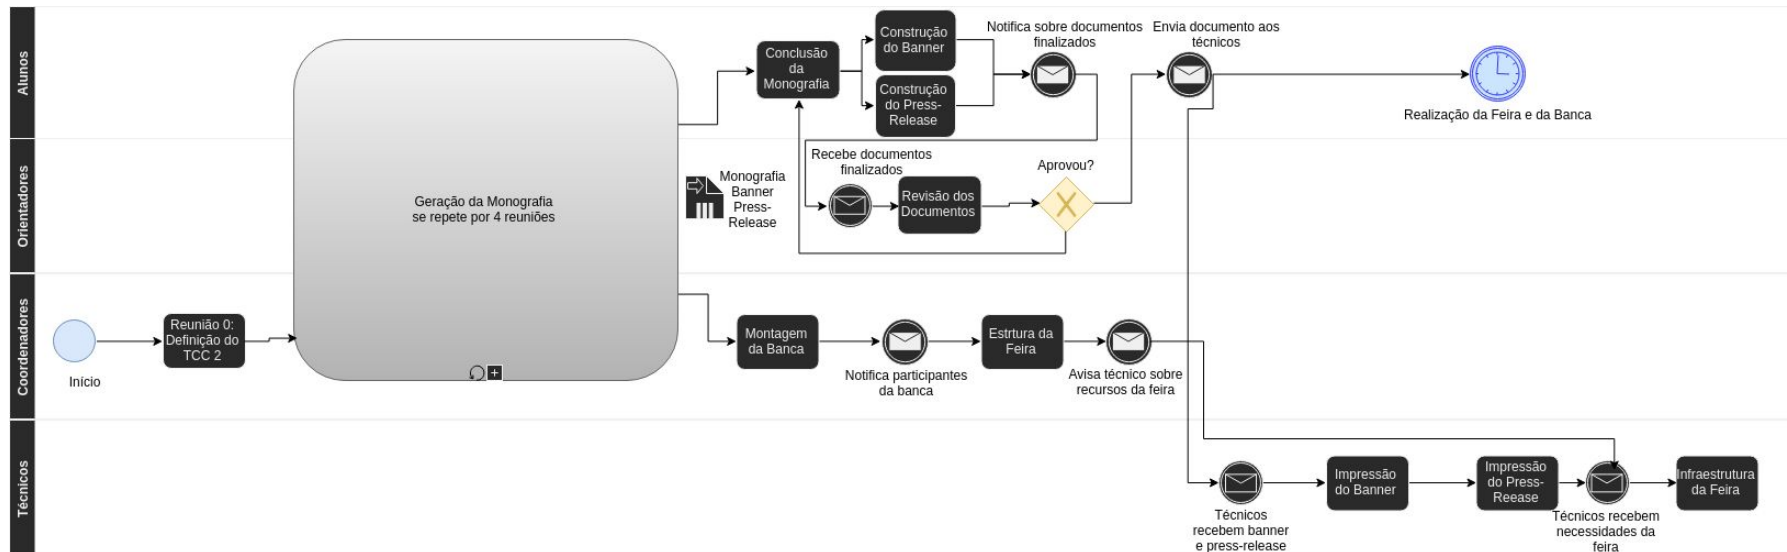 Alunos
Conclusão
da
Monografia
Construção
do Banner
Construção
do Press-
Release
Notifica sobre documentos
finalizados
Envia documento aos
técnicos
Realização da Feira e da Banca
Orientadores
Geração da Monografia
se repete por 4 reuniões
Monografia
Banner
Press-
Release
Recebe documentos
finalizados
Revisão dos
Documentos
Aprovou?
Coordenadores
Início
Reunião 0:
Definição do
TCC 2
Montagem
da Banca
Notifica participantes
da banca
Estrtura da
Feira
Avisa técnico sobre
recursos da feira
Técnicos
Técnicos
recebem banner
e press-release
Impressão
do Banner
Impressão
do Press-
Reease
Técnicos recebem
necessidades da
feira
Infraestrutura
da Feira